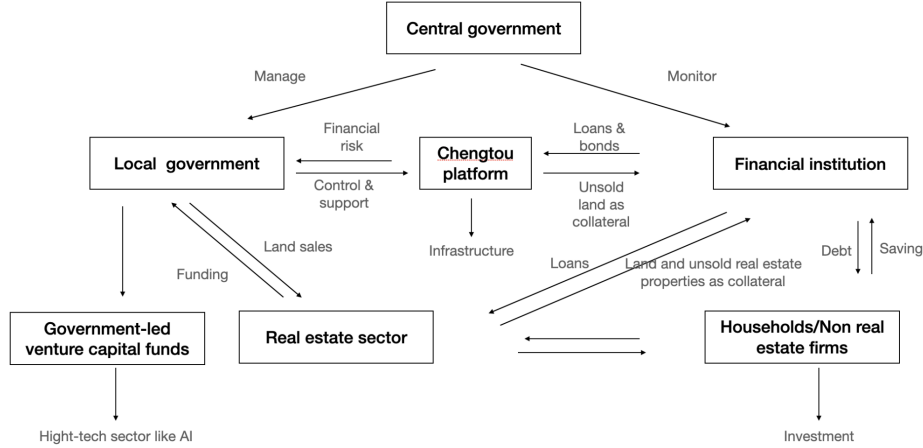 Central government
Manage
Monitor
Financial
risk
Loans &
bonds
Local government
Chengtou
platform
Financial institution
Control &
support
Unsold
land as
collateral
Land sales
Infrastructure
Funding
Loans
Land and unsold real estate
properties as collateral
Debt
Saving
Government-led
venture capital funds
Real estate sector
Households/Non real
estate firms
Hight-tech sector like AI
Investment